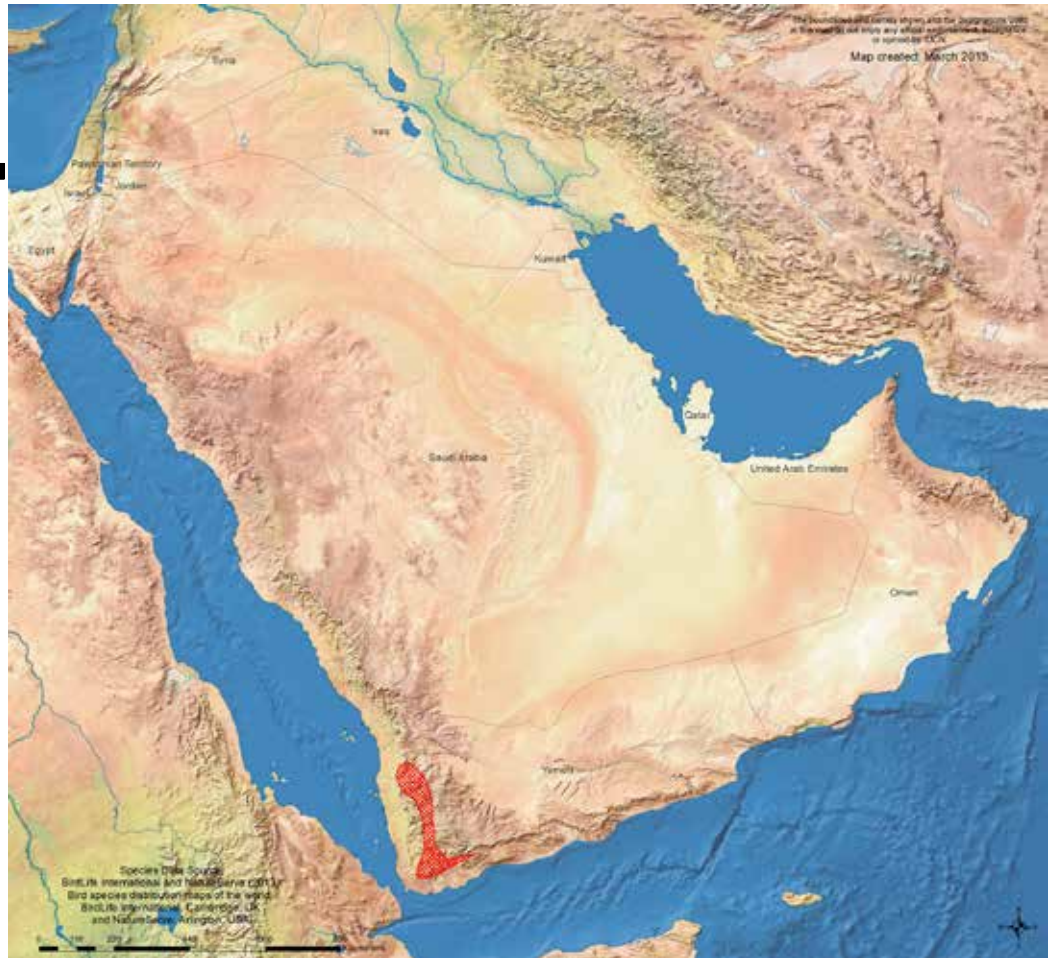 Map created: March 2015
Syria
Iraq
Palestinian Territory
Israel
Jordan
Egypt
Kuwait
Qatar
Saudi Arabia
United Arab Emirates
Oman
Yemen
Species Data Source
BirdLife International and NatureServe (2013)
Bird species distribution maps of the world.
BirdLife International, Cambridge, UK
and NatureServe, Arlington, USA